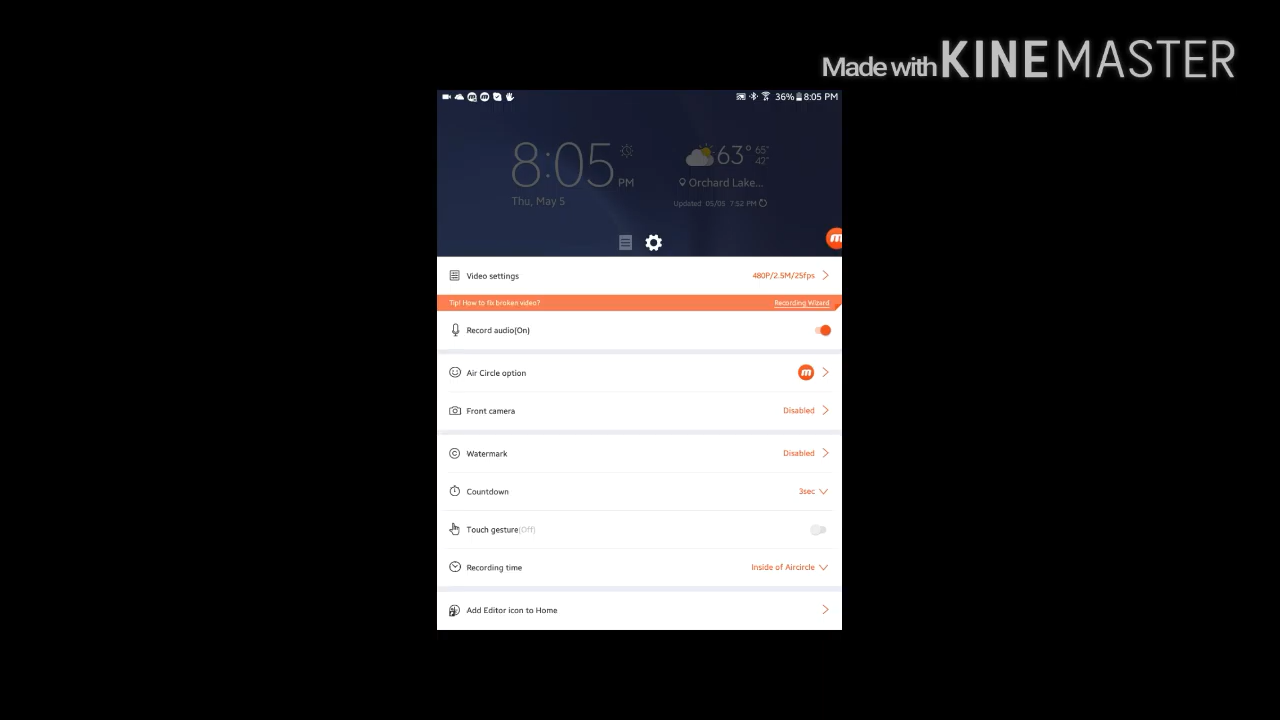 Made with KINEMASTER
36% 8:05 PM
8:05 PM
Thu, May 5
63° 65° 42°
Orchard Lake...
Updated 05/05 7:52 PM
Video settings 480P/2.5M/25fps
Tip! How to fix broken video? Recording Wizard
Record audio(On)
Air Circle option m
Front camera Disabled
Watermark Disabled
Countdown 3sec
Touch gesture(Off)
Recording time Inside of Aircircle
Add Editor icon to Home